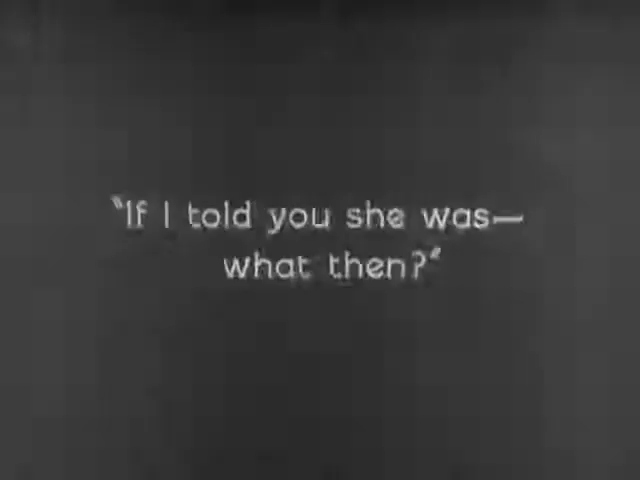 "If I told you she was—
what then?"